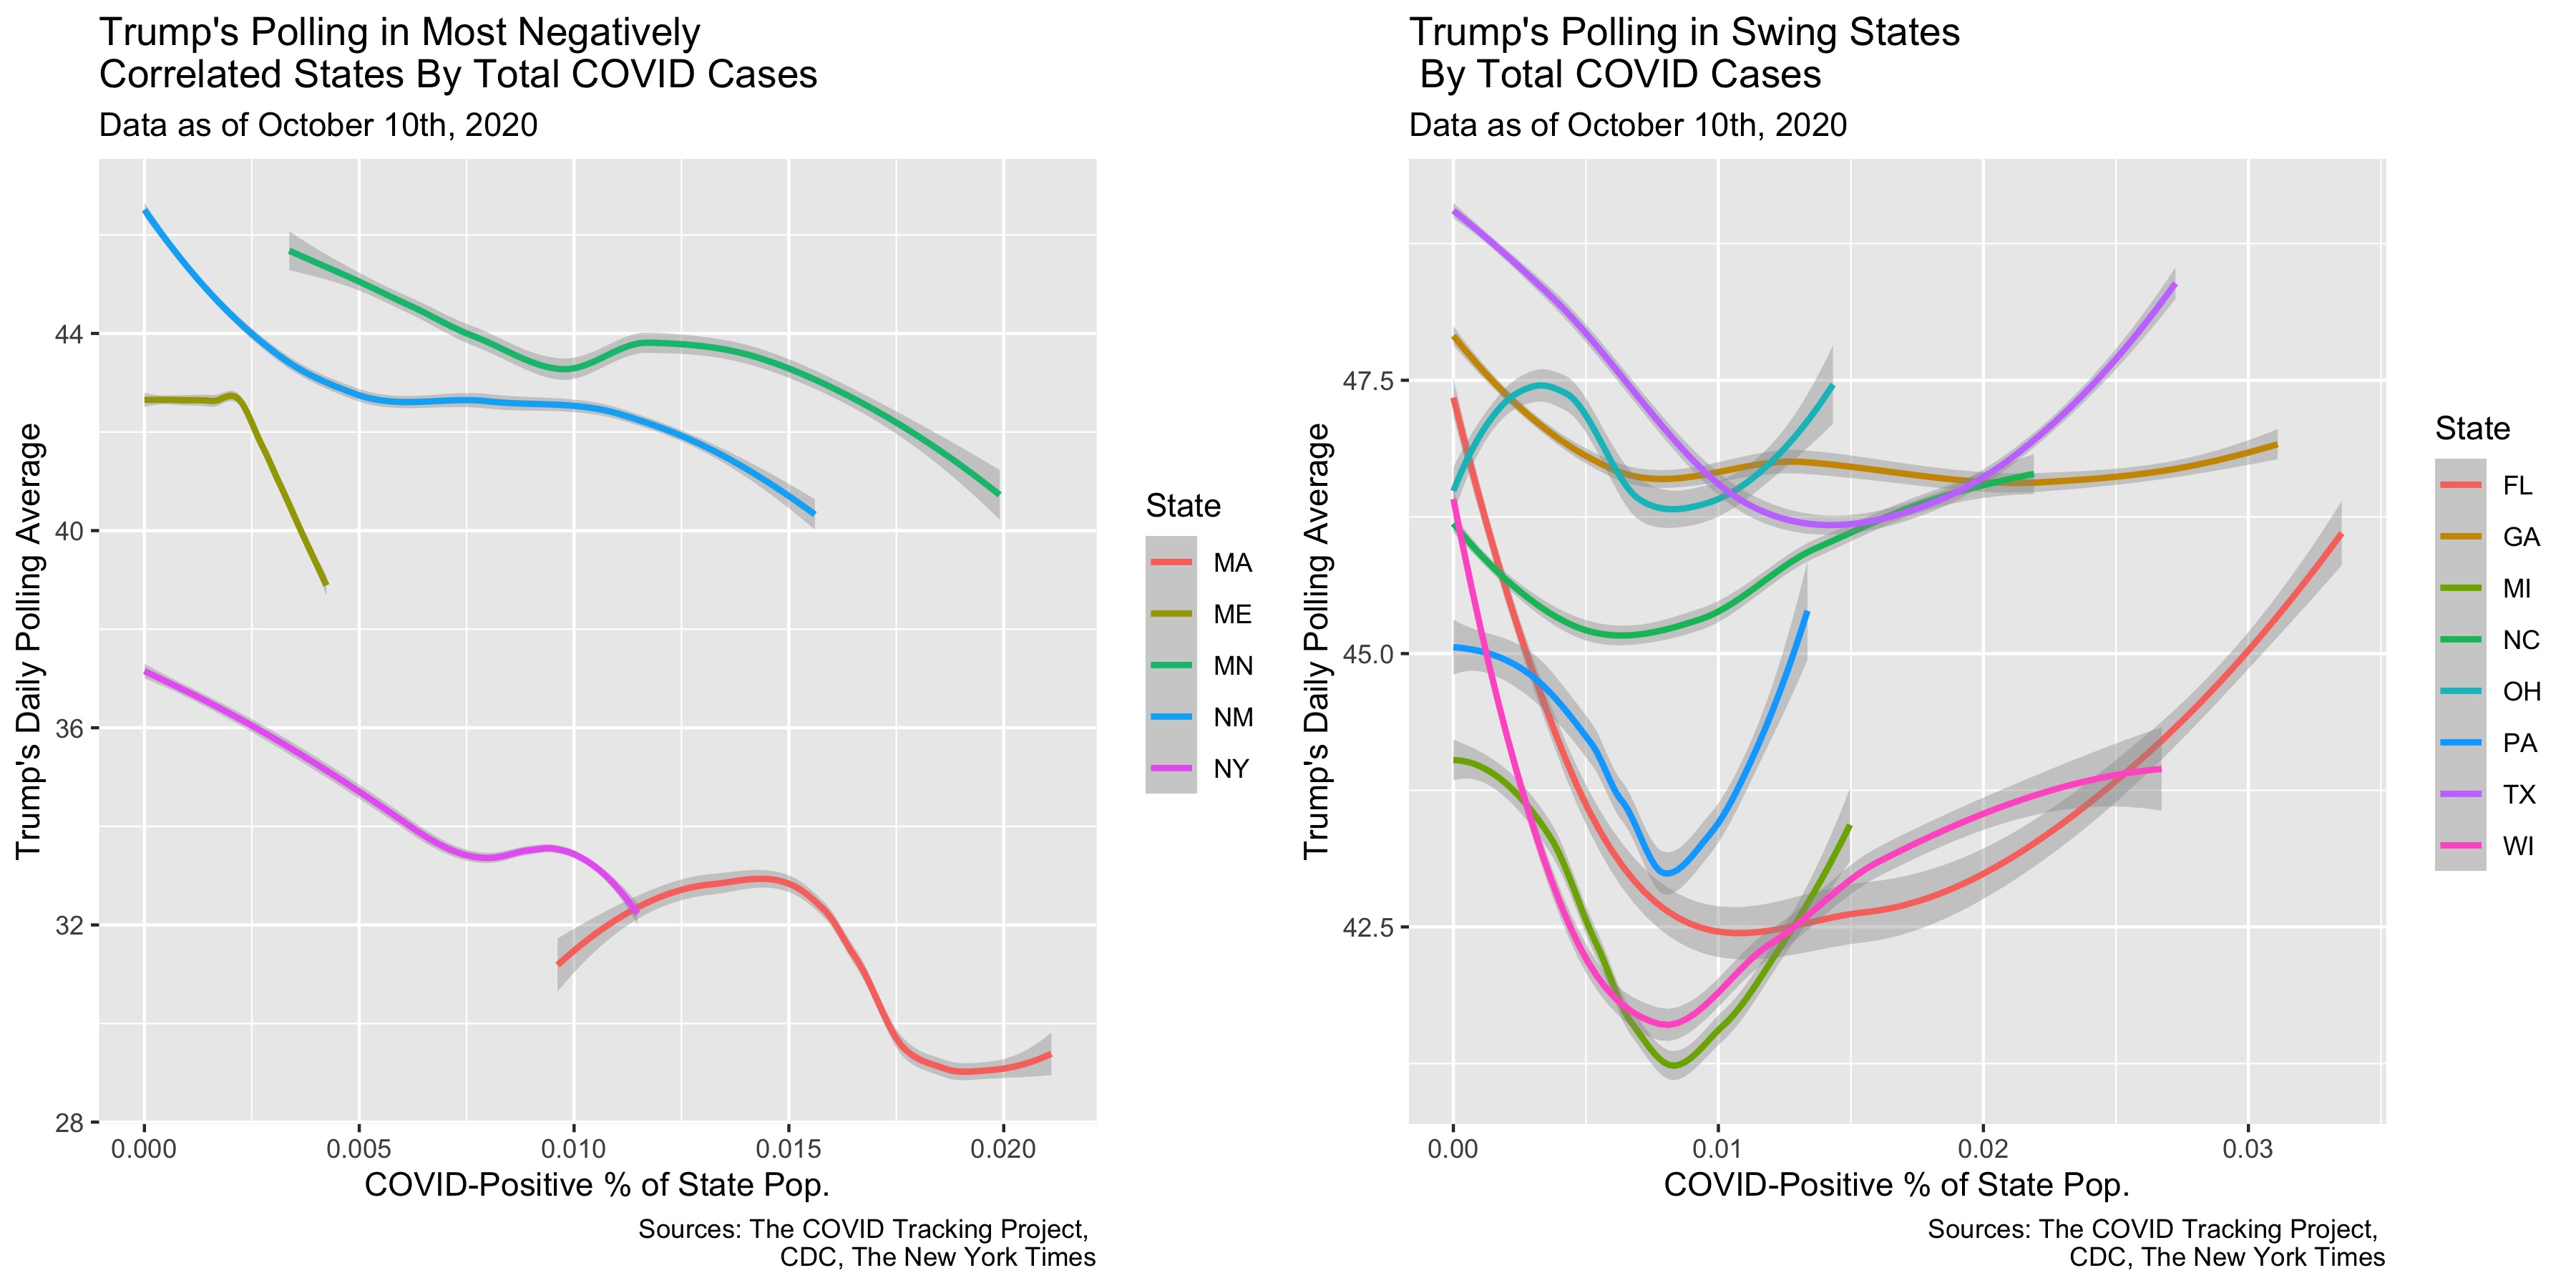 Trump's Polling in Most Negatively
Correlated States By Total COVID Cases
Data as of October 10th, 2020
Trump's Daily Polling Average
44
40
36
32
28
0.000
0.005
0.010
0.015
0.020
COVID-Positive % of State Pop.
State
MA
ME
MN
NM
NY
Sources: The COVID Tracking Project,
CDC, The New York Times
Trump's Polling in Swing States
By Total COVID Cases
Data as of October 10th, 2020
Trump's Daily Polling Average
47.5
45.0
42.5
0.00
0.01
0.02
0.03
COVID-Positive % of State Pop.
State
FL
GA
MI
NC
OH
PA
TX
WI
Sources: The COVID Tracking Project,
CDC, The New York Times